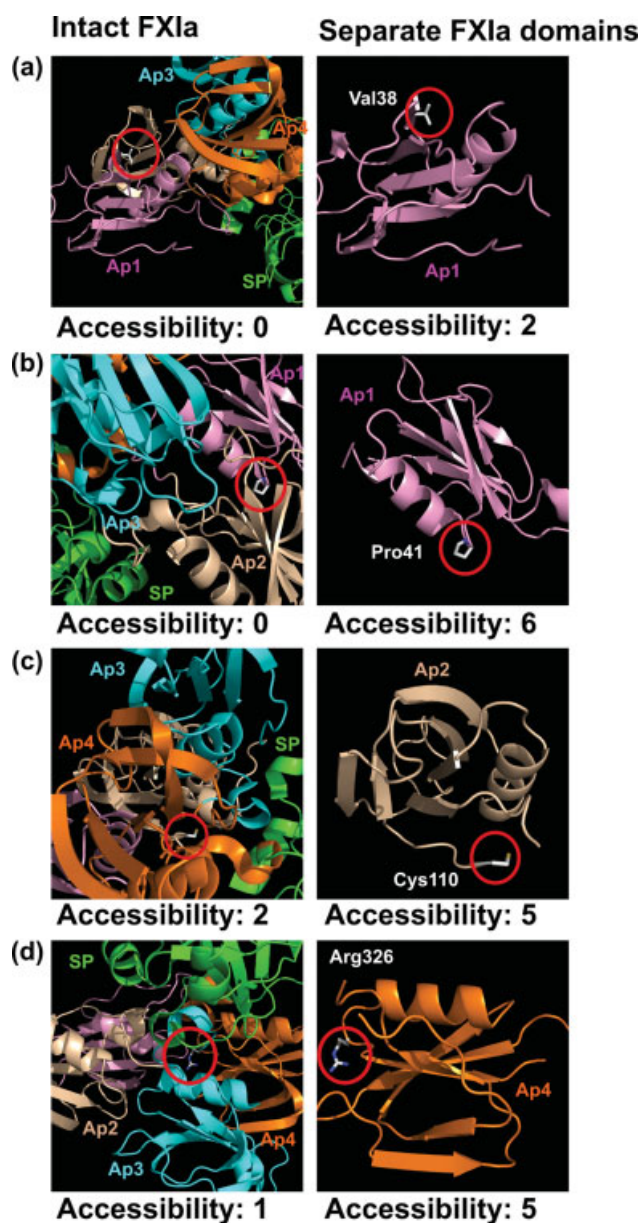 Intact FXIa
Separate FXIa domains
(a)
Ap3
Ap4
Ap1
SP
Val38
Ap1
Accessibility: 0
Accessibility: 2
(b)
Ap1
Ap3
Ap2
SP
Ap1
Pro41
Accessibility: 0
Accessibility: 6
(c)
Ap3
Ap4
SP
Ap2
Cys110
Accessibility: 2
Accessibility: 5
(d)
SP
Ap2
Ap4
Ap3
Arg326
Ap4
Accessibility: 1
Accessibility: 5